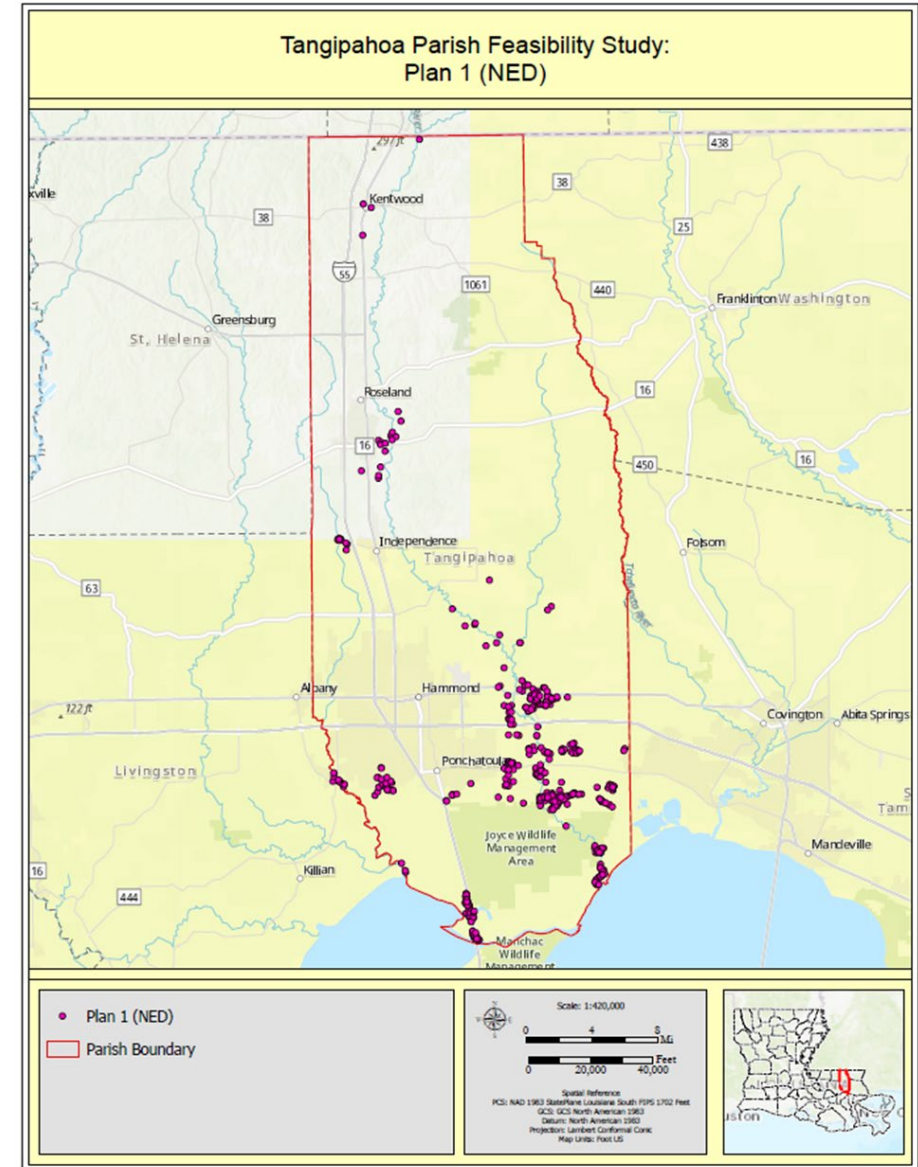 Tangipahoa Parish Feasibility Study:
Plan 1 (NED)
297 ft
438
xville
Kentwood
38
38
25
55
1061
440
Franklinton
Washington
Greensburg
St. Helena
Roseland
16
16
16
450
Independence
Tangipahoa
Folsom
63
Tchefuncte River
Albany
Hammond
122 ft
Covington
Abita Springs
Livingston
Ponchatoula
Joyce Wildlife
Management
Area
Mandeville
Killian
16
444
Manchac
Wildlife
Management
Plan 1 (NED)
Parish Boundary
Scale: 1:420,000
0 4 8
Mi
Feet
0 20,000 40,000
Spatial Reference
PCS: NAD 1983 StatePlane Louisiana South FIPS 1702 Feet
GCS: GCS North American 1983
Datum: North American 1983
Projection: Lambert Conformal Conic
Map Units: Foot US
uston